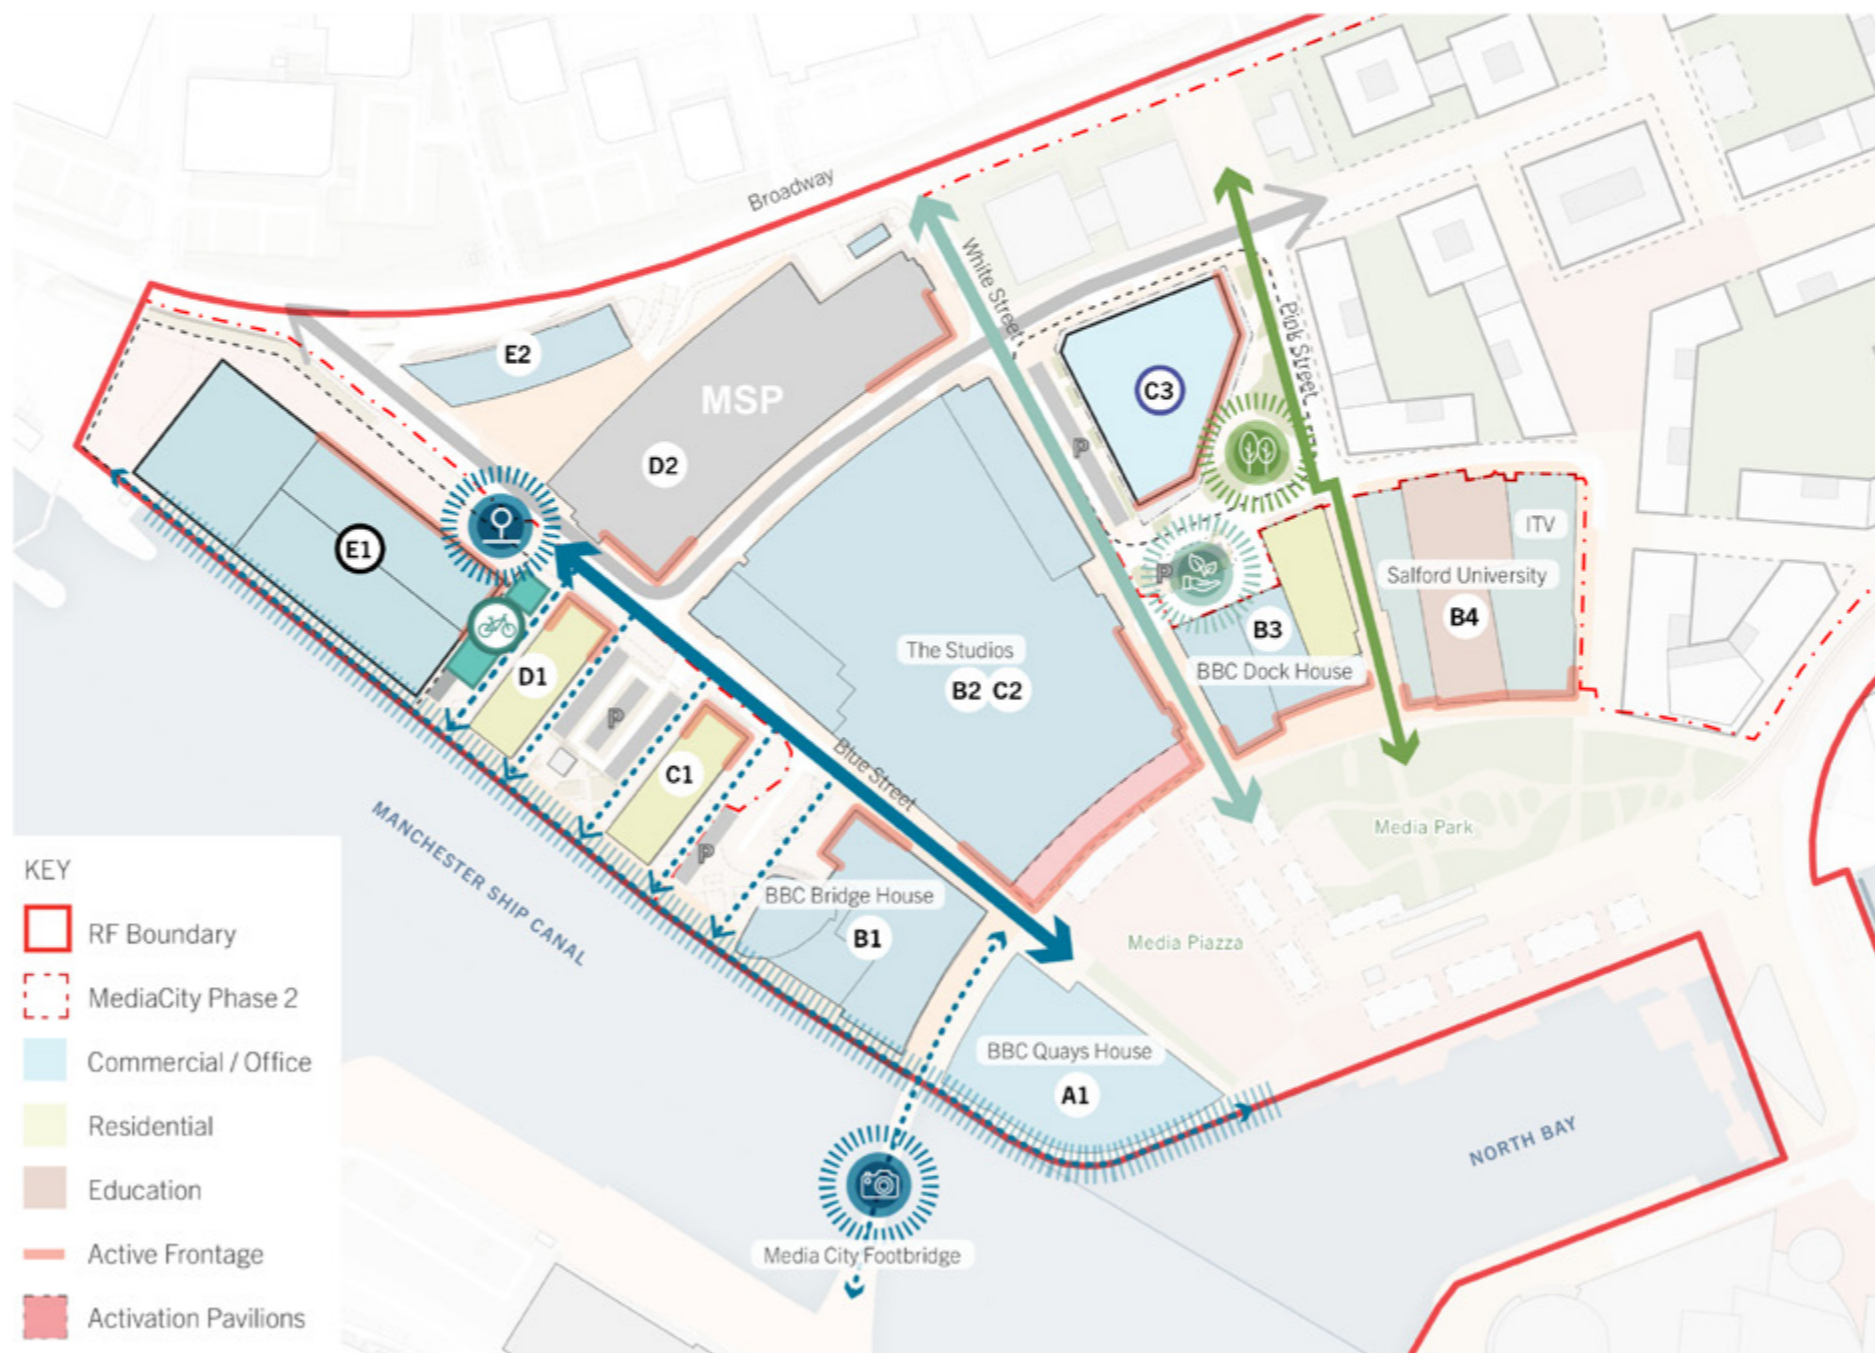 Broadway
White Street
Pink Street
E2
MSP
C3
D2
P
E1
ITV
P
Salford University
B4
B3
BBC Dock House
The Studios
B2 C2
D1
P
C1
Blue Street
Media Park
P
BBC Bridge House
B1
Media Piazza
MANCHESTER SHIP CANAL
BBC Quays House
A1
NORTH BAY
Media City Footbridge
KEY
RF Boundary
MediaCity Phase 2
Commercial / Office
Residential
Education
Active Frontage
Activation Pavilions